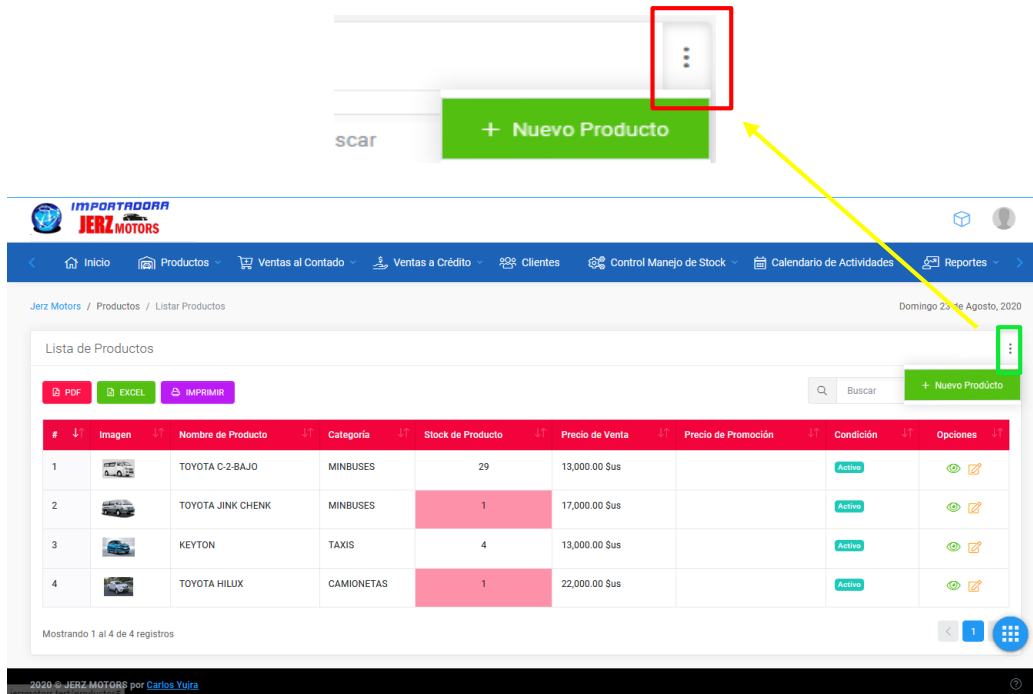 scar
+ Nuevo Producto
IMPORTADORA
JERZ MOTORS
Inicio Productos Ventas al Contado Ventas a Crédito Clientes Control Manejo de Stock Calendario de Actividades Reportes
Jerz Motors / Productos / Listar Productos Domingo 23 de Agosto, 2020
Lista de Productos
PDF EXCEL IMPRIMIR Buscar + Nuevo Prodúcto
# Imagen Nombre de Producto Categoría Stock de Producto Precio de Venta Precio de Promoción Condición Opciones
1 TOYOTA C-2-BAJO MINBUSES 29 13,000.00 $us Activo
2 TOYOTA JINK CHENK MINBUSES 1 17,000.00 $us Activo
3 KEYTON TAXIS 4 13,000.00 $us Activo
4 TOYOTA HILUX CAMIONETAS 1 22,000.00 $us Activo
Mostrando 1 al 4 de 4 registros 1
2020 © JERZ MOTORS por Carlos Yujra